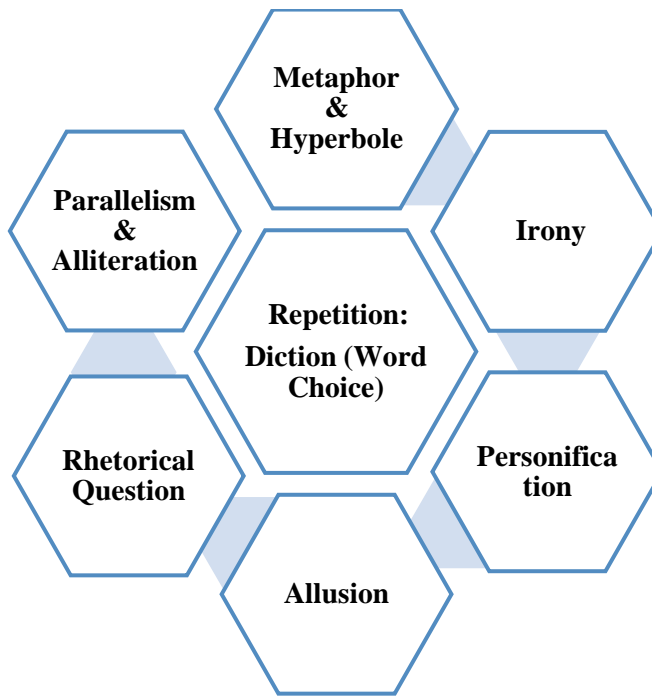 Metaphor
&
Hyperbole
Parallelism
&
Alliteration
Irony
Repetition:
Diction (Word
Choice)
Rhetorical
Question
Personifica
tion
Allusion